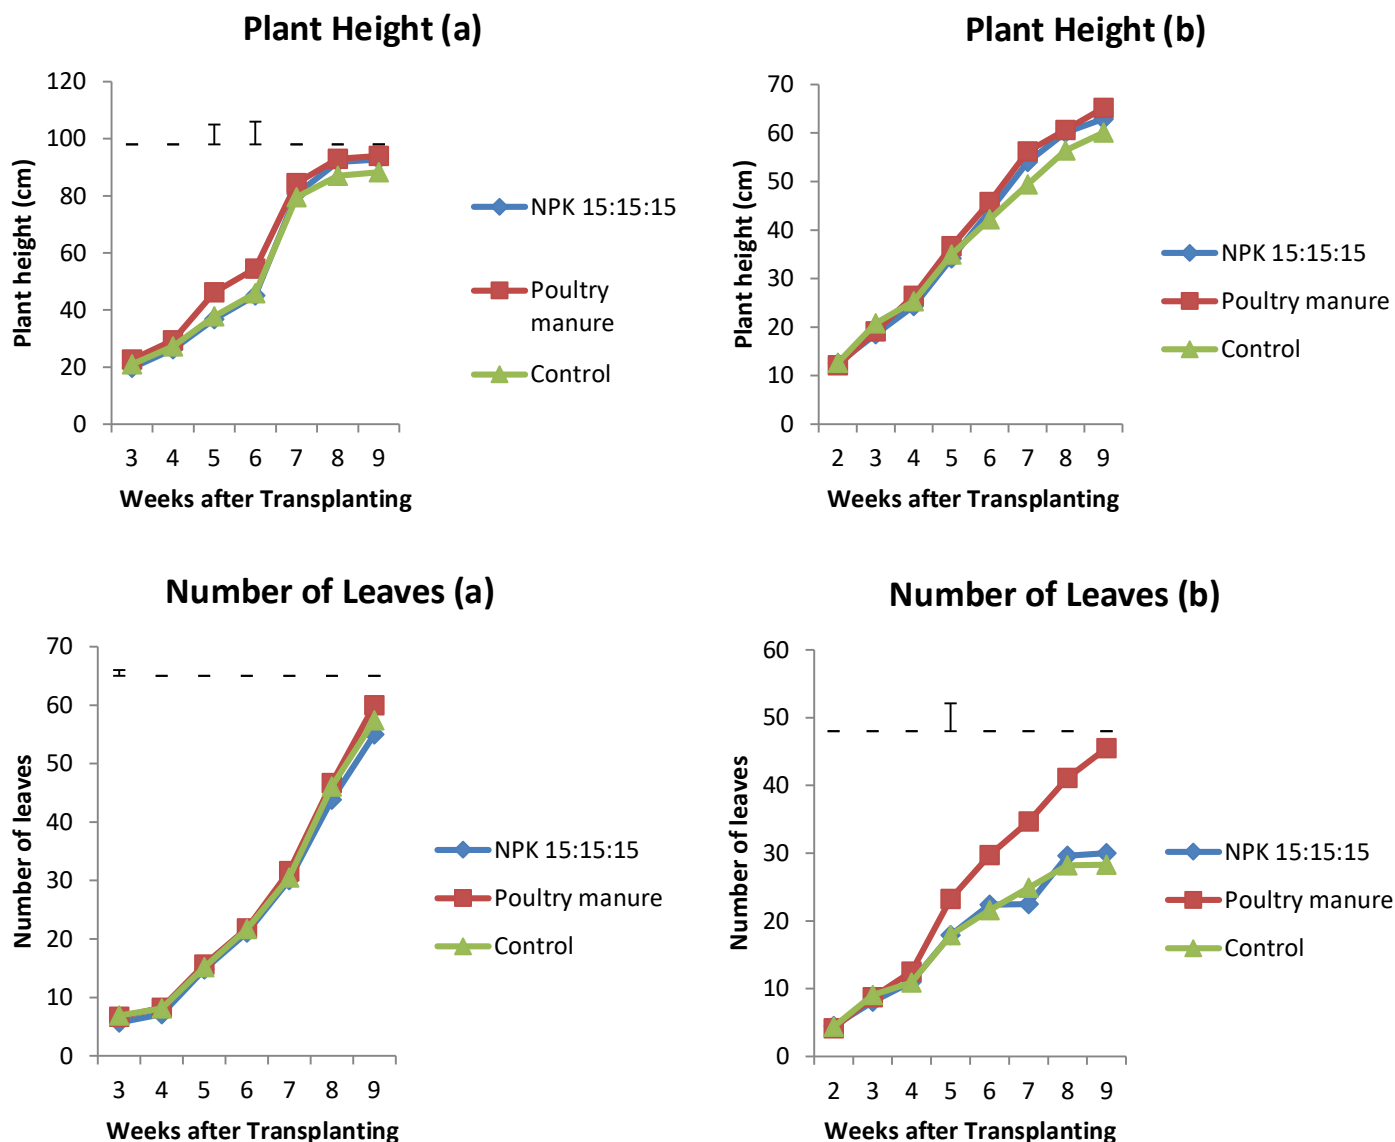 Plant Height (a)
120
100
80
60
40
20
0
Plant height (cm)
3 4 5 6 7 8 9
Weeks after Transplanting
NPK 15:15:15
Poultry
manure
Control
Plant Height (b)
70
60
50
40
30
20
10
0
Plant height (cm)
2 3 4 5 6 7 8 9
Weeks after Transplanting
NPK 15:15:15
Poultry manure
Control
Number of Leaves (a)
70
60
50
40
30
20
10
0
Number of leaves
3 4 5 6 7 8 9
Weeks after Transplanting
NPK 15:15:15
Poultry manure
Control
Number of Leaves (b)
60
50
40
30
20
10
0
Number of leaves
2 3 4 5 6 7 8 9
Weeks after Transplanting
NPK 15:15:15
Poultry manure
Control